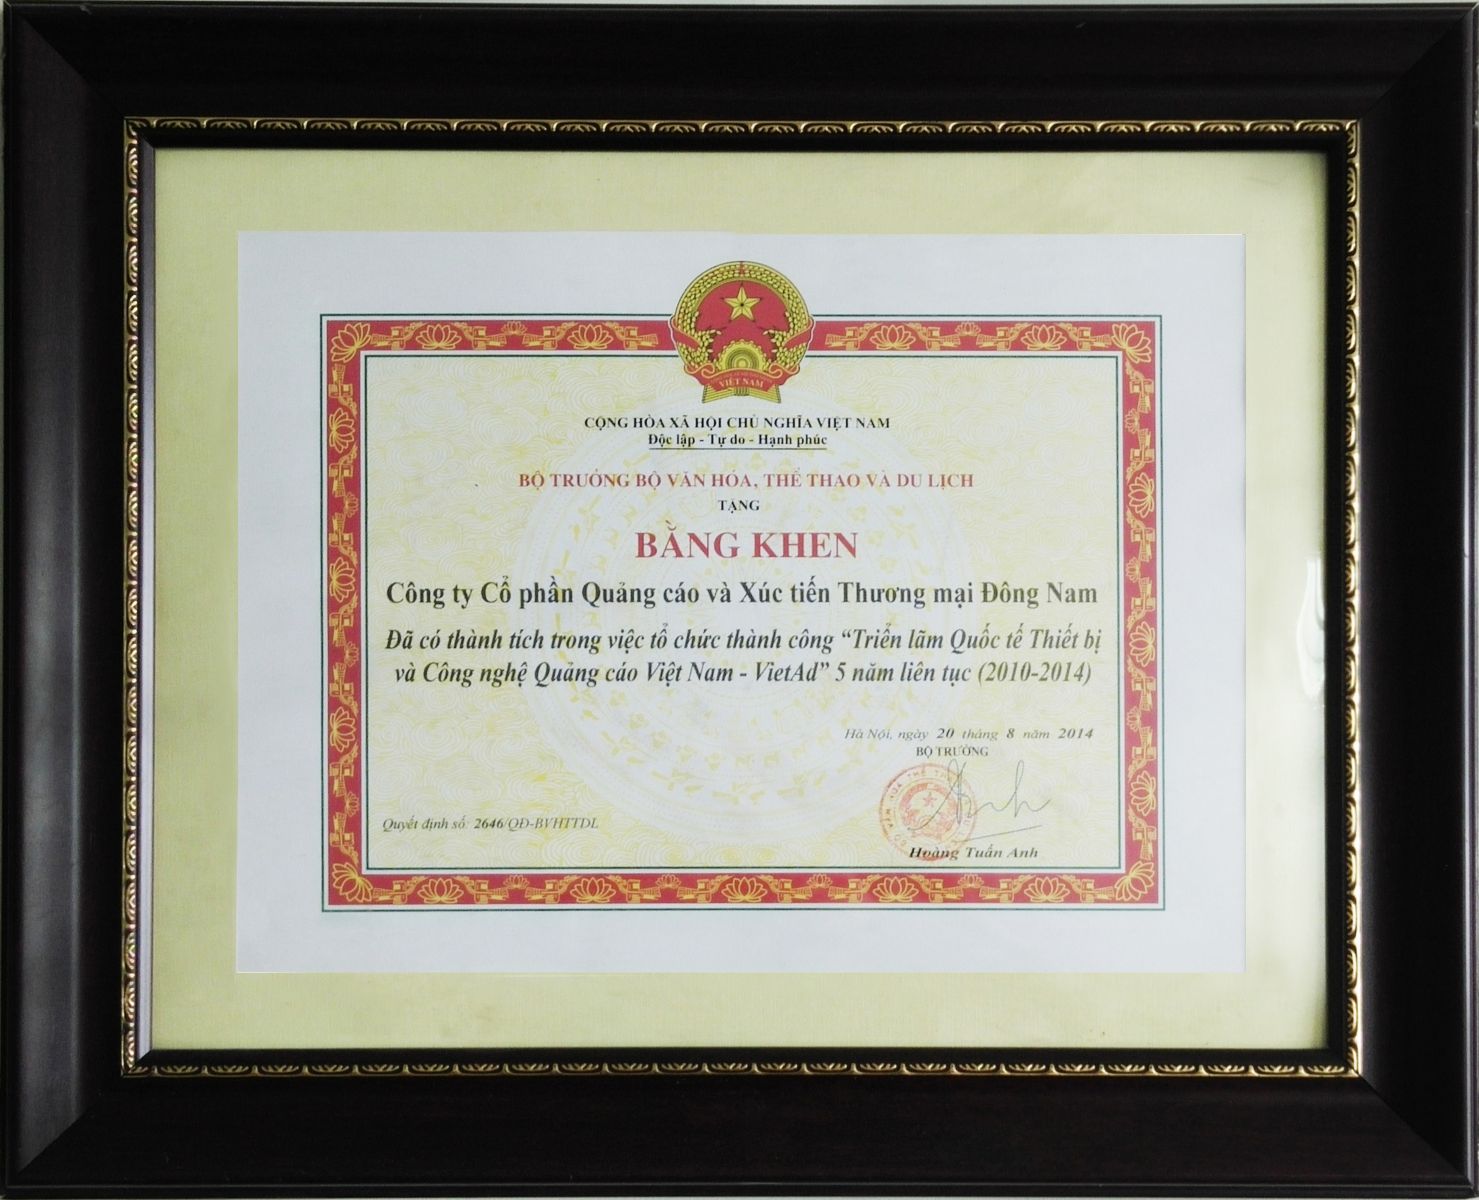 VIỆT NAM
CỘNG HÒA XÃ HỘI CHỦ NGHĨA VIỆT NAM
Độc lập - Tự do - Hạnh phúc
BỘ TRƯỞNG BỘ VĂN HÓA, THỂ THAO VÀ DU LỊCH
TẶNG
BẰNG KHEN
Công ty Cổ phần Quảng cáo và Xúc tiến Thương mại Đông Nam
Đã có thành tích trong việc tổ chức thành công “Triển lãm Quốc tế Thiết bị
và Công nghệ Quảng cáo Việt Nam - VietAd” 5 năm liên tục (2010-2014)
Hà Nội, ngày 20 tháng 8 năm 2014
BỘ TRƯỞNG
Quyết định số: 2646/QĐ-BVHTTDL
Hoàng Tuấn Anh